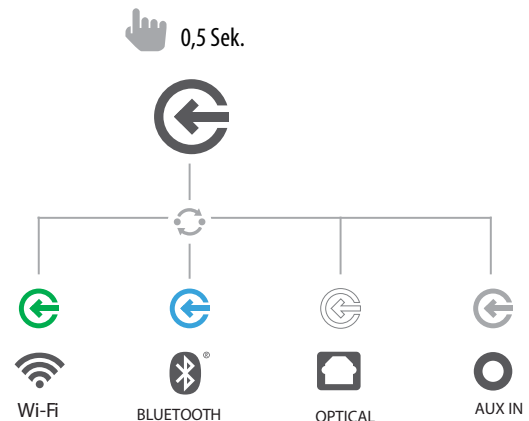 0,5 Sek.
®
Wi-Fi
BLUETOOTH
OPTICAL
AUX IN